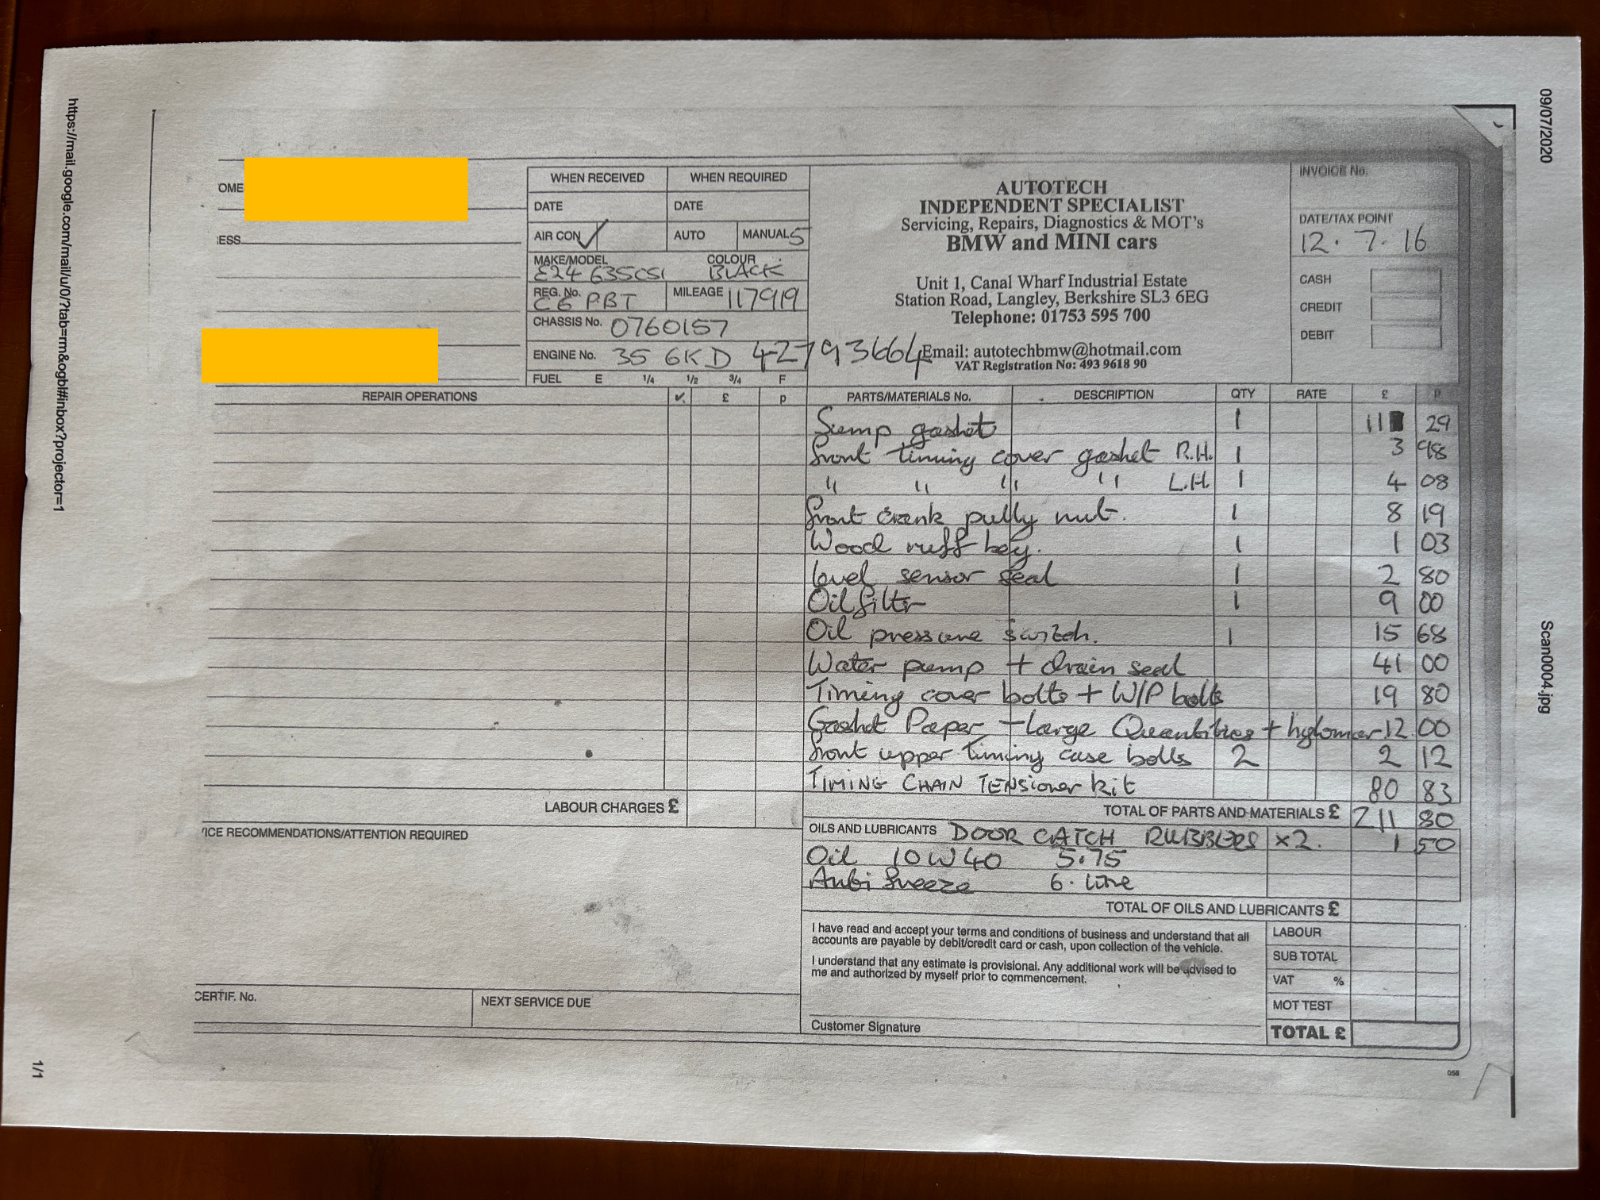 09/07/2020
Scan0004.jpg
https://mail.google.com/mail/u/0/?tab=rm&ogbl#inbox?projector=1
1/1
OME
ESS
WHEN RECEIVED WHEN REQUIRED
DATE DATE
AIR CON ✓ AUTO MANUAL 5
MAKE/MODEL COLOUR
E24 635CSI BLACK
REG. No. C6 PBT MILEAGE 117919
CHASSIS No. 0760157
ENGINE No. 35 6KD 42793664
FUEL E 1/4 1/2 3/4 F
AUTOTECH
INDEPENDENT SPECIALIST
Servicing, Repairs, Diagnostics & MOT's
BMW and MINI cars
Unit 1, Canal Wharf Industrial Estate
Station Road, Langley, Berkshire SL3 6EG
Telephone: 01753 595 700
Email: autotechbmw@hotmail.com
VAT Registration No: 493 9618 90
INVOICE No.
DATE/TAX POINT
12.7.16
CASH
CREDIT
DEBIT
REPAIR OPERATIONS ✓ £ p
PARTS/MATERIALS No. DESCRIPTION QTY RATE £ p
Sump gasket 1 11 29
front timing cover gasket R.H. 1 3 98
" " " " L.H. 1 4 08
front crank pully nut. 1 8 19
Wood ruff key. 1 1 03
level sensor seal 1 2 80
Oil filtr 1 9 00
Oil pressure switch. 1 15 68
Water pump + drain seal 41 00
Timing cover bolts + W/P bolts 19 80
Gasket Paper - Large Quantities + hylomar 12.00
front upper timing case bolts 2 2 12
TIMING CHAIN TENSioner kit 80 83
LABOUR CHARGES £
TOTAL OF PARTS AND MATERIALS £ 211 80
VICE RECOMMENDATIONS/ATTENTION REQUIRED
OILS AND LUBRICANTS DOOR CATCH RUBBERS x2. 1 50
Oil 10W40 5.75
Anti freeze 6. Litre
TOTAL OF OILS AND LUBRICANTS £
I have read and accept your terms and conditions of business and understand that all
accounts are payable by debit/credit card or cash, upon collection of the vehicle.
I understand that any estimate is provisional. Any additional work will be advised to
me and authorized by myself prior to commencement.
Customer Signature
LABOUR
SUB TOTAL
VAT %
MOT TEST
TOTAL £
CERTIF. No. NEXT SERVICE DUE
058